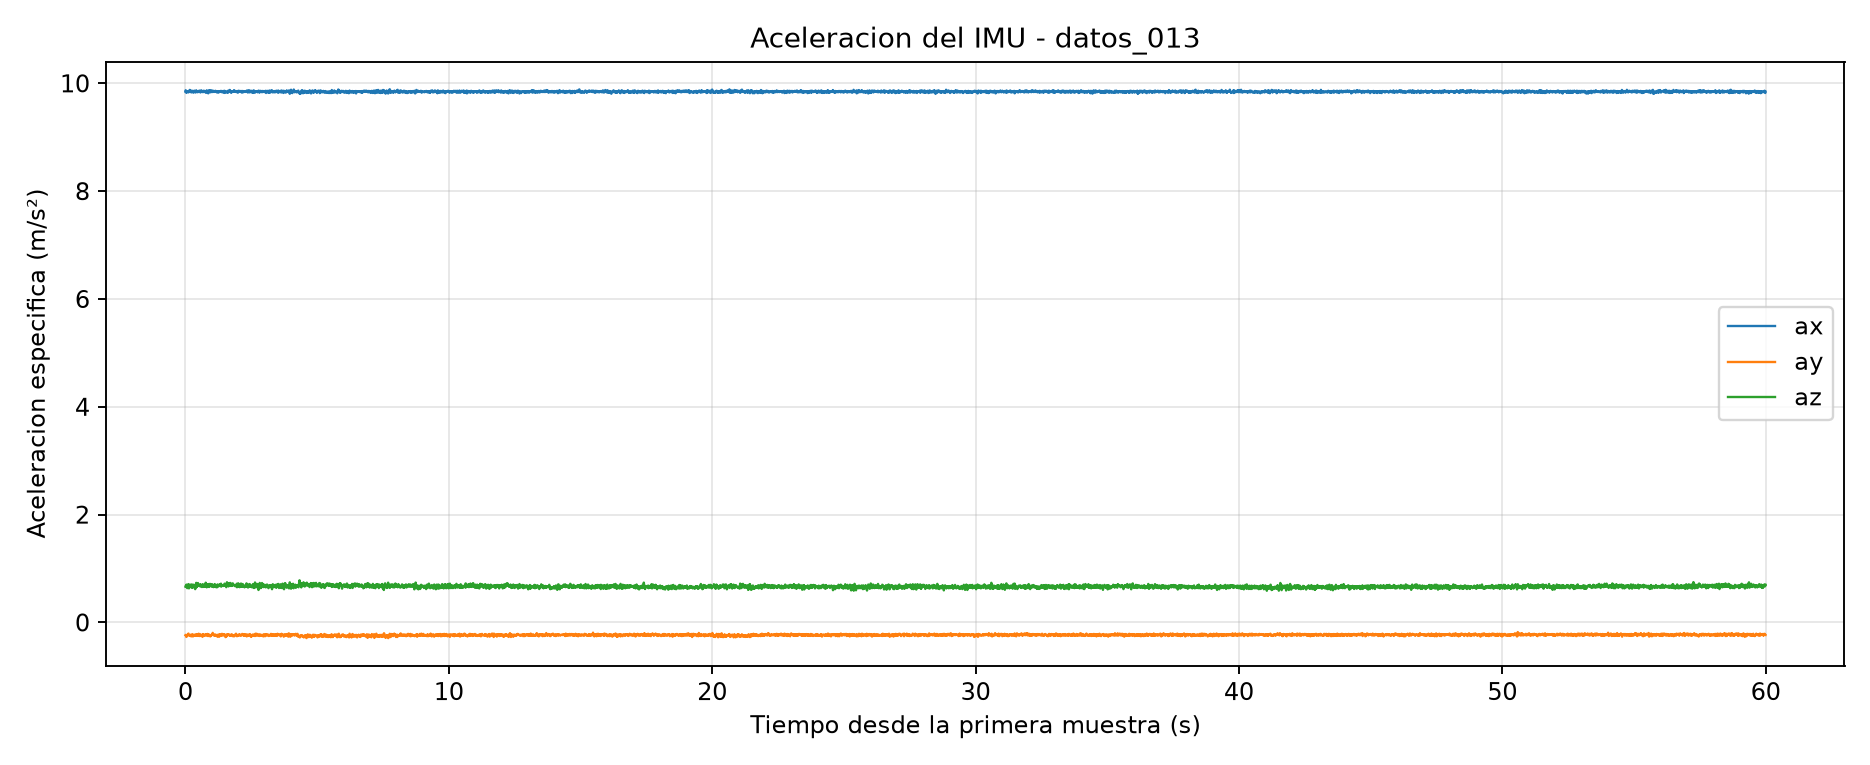 Aceleracion del IMU - datos_013
Aceleracion especifica (m/s²)
10
8
6
4
2
0
ax
ay
az
0 10 20 30 40 50 60
Tiempo desde la primera muestra (s)